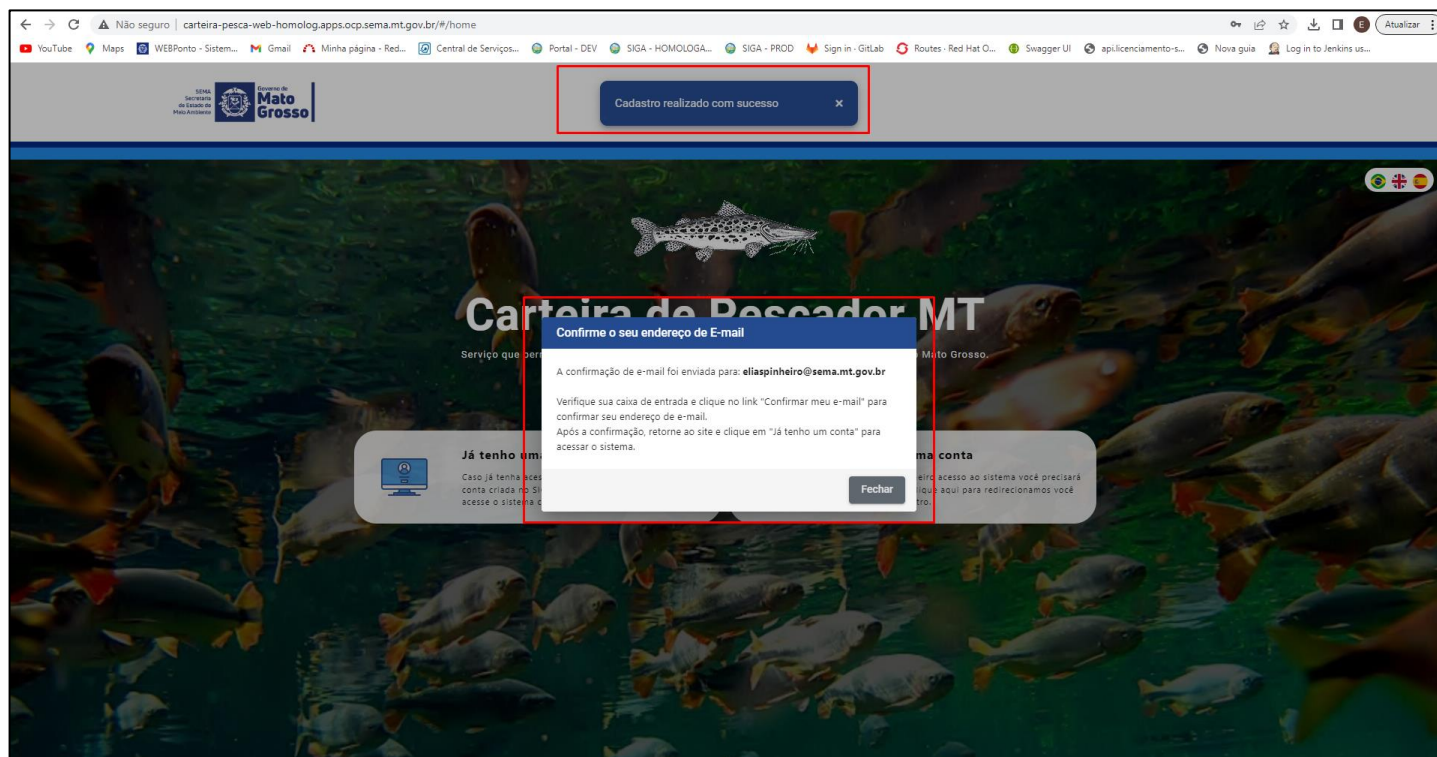 Não seguro | carteira-pesca-web-homolog.apps.ocp.sema.mt.gov.br/#/home
E
Atualizar
YouTube Maps WEBPonto - Sistem... Gmail Minha página - Red... Central de Serviços... Portal - DEV SIGA - HOMOLOGA... SIGA - PROD Sign in · GitLab Routes · Red Hat O... Swagger UI api.licenciamento-s... Nova guia Log in to Jenkins us...
SEMA
Secretaria
de Estado de
Meio Ambiente
Governo de
Mato
Grosso
Cadastro realizado com sucesso ×
Carteira de Pescador MT
Serviço que per
Mato Grosso.
Confirme o seu endereço de E-mail
A confirmação de e-mail foi enviada para: eliaspinheiro@sema.mt.gov.br
Verifique sua caixa de entrada e clique no link "Confirmar meu e-mail" para
confirmar seu endereço de e-mail.
Após a confirmação, retorne ao site e clique em "Já tenho um conta" para
acessar o sistema.
Fechar
Já tenho uma
Caso já tenha aces
conta criada no S
acesse o sistema
ma conta
eiro acesso ao sistema você precisará
lique aqui para redirecionamos você
tro.